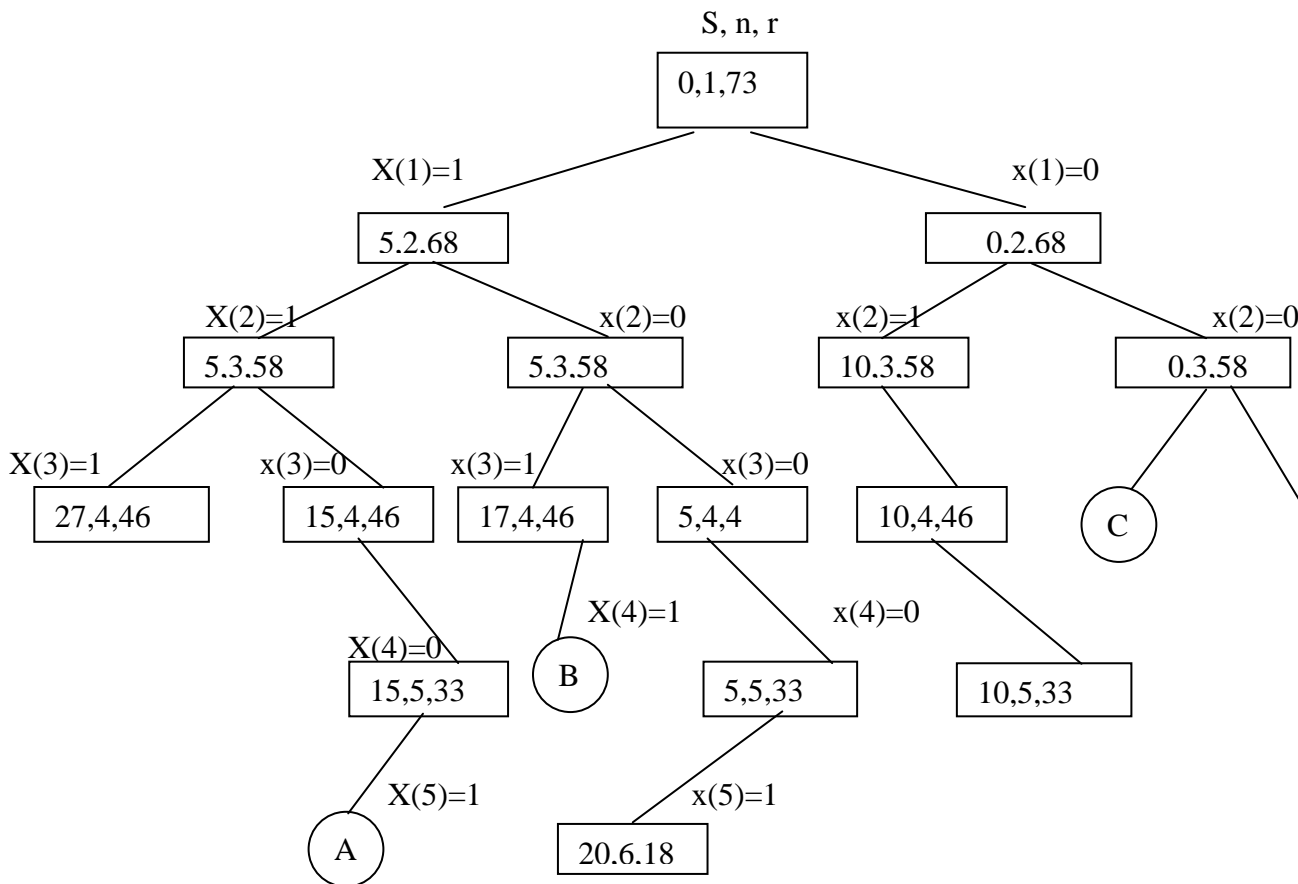 S, n, r
0,1,73
X(1)=1
x(1)=0
5,2,68
0,2,68
X(2)=1
x(2)=0
x(2)=1
x(2)=0
5,3,58
5,3,58
10,3,58
0,3,58
X(3)=1
x(3)=0
x(3)=1
x(3)=0
27,4,46
15,4,46
17,4,46
5,4,4
10,4,46
C
X(4)=1
x(4)=0
X(4)=0
B
15,5,33
5,5,33
10,5,33
X(5)=1
x(5)=1
A
20,6,18